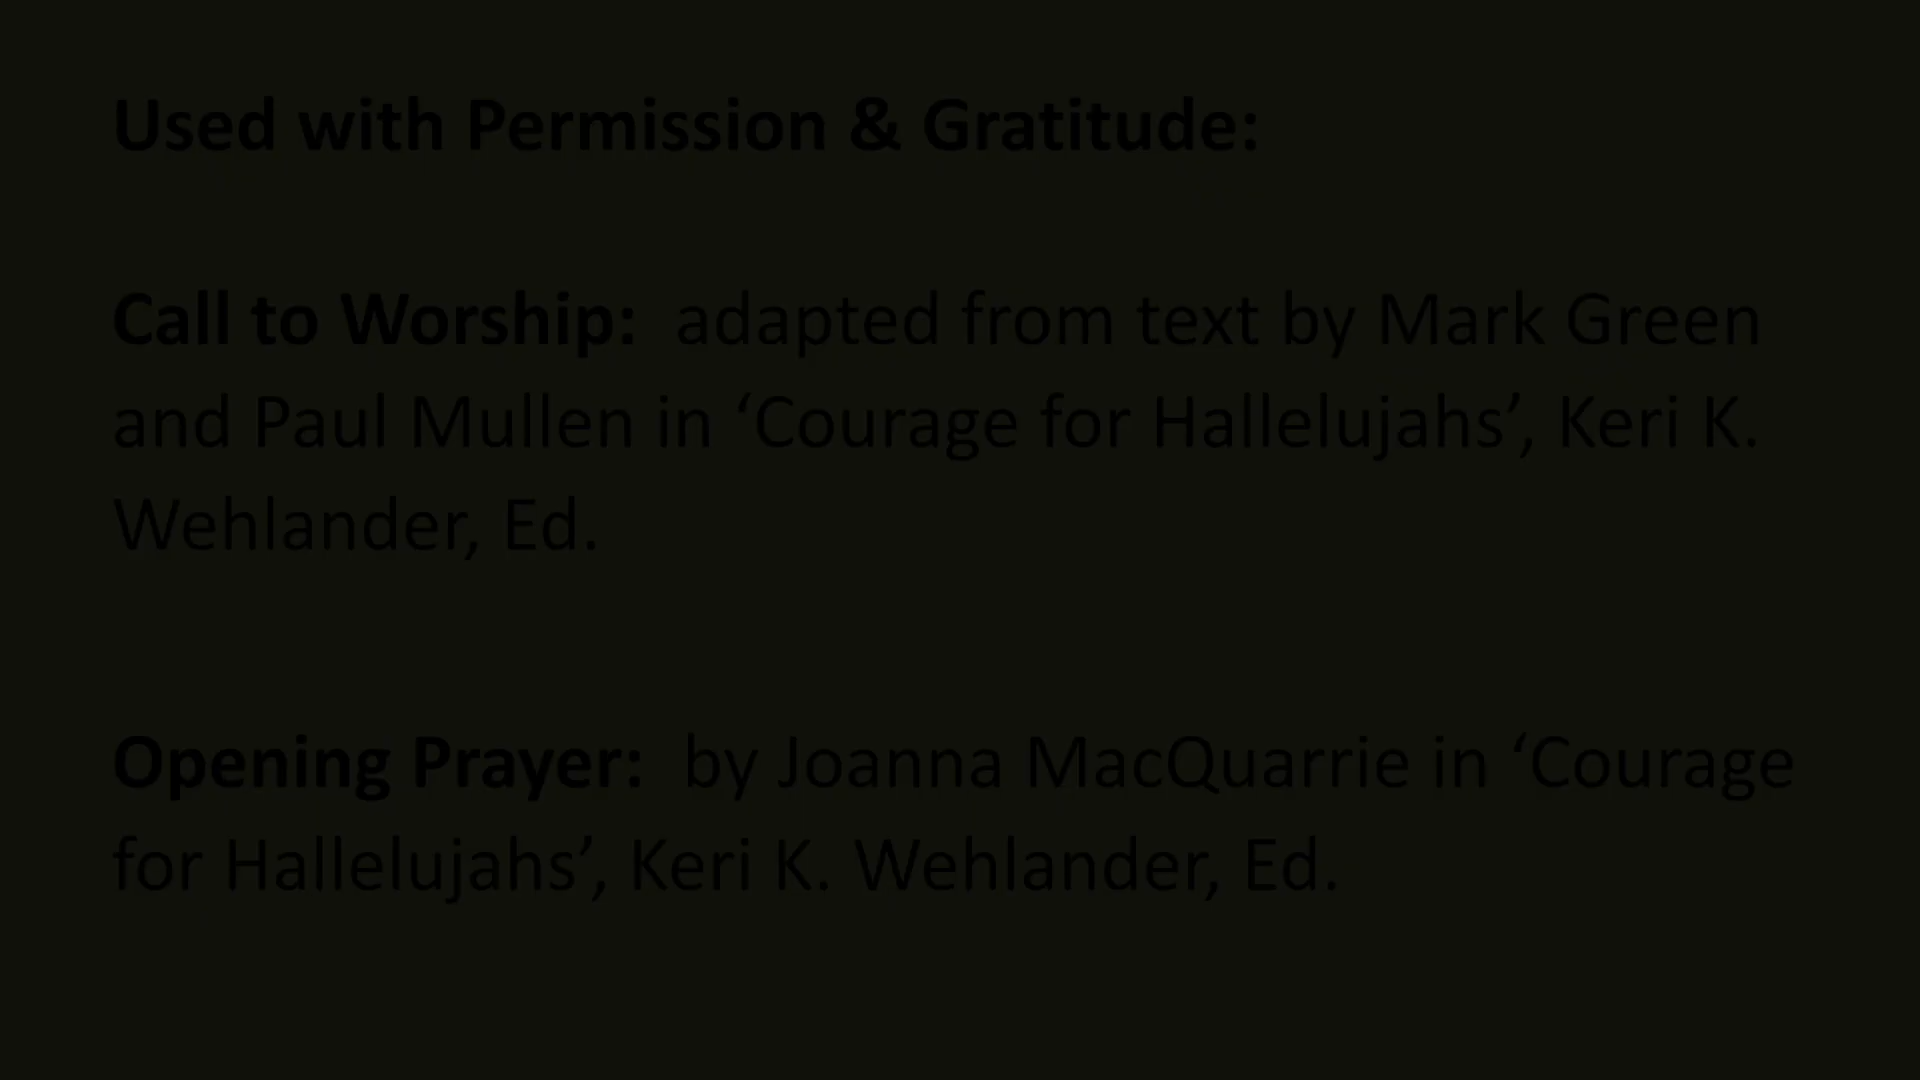 Used with Permission & Gratitude:
Call to Worship:  adapted from text by Mark Green
and Paul Mullen in ‘Courage for Hallelujahs’, Keri K.
Wehlander, Ed.
Opening Prayer:  by Joanna MacQuarrie in ‘Courage
for Hallelujahs’, Keri K. Wehlander, Ed.